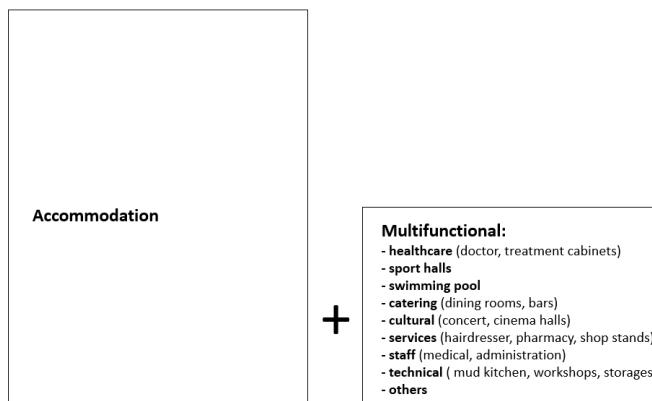 Accommodation
+
Multifunctional:
- healthcare (doctor, treatment cabinets)
- sport halls
- swimming pool
- catering (dining rooms, bars)
- cultural (concert, cinema halls)
- services (hairdresser, pharmacy, shop stands)
- staff (medical, administration)
- technical ( mud kitchen, workshops, storages
- others